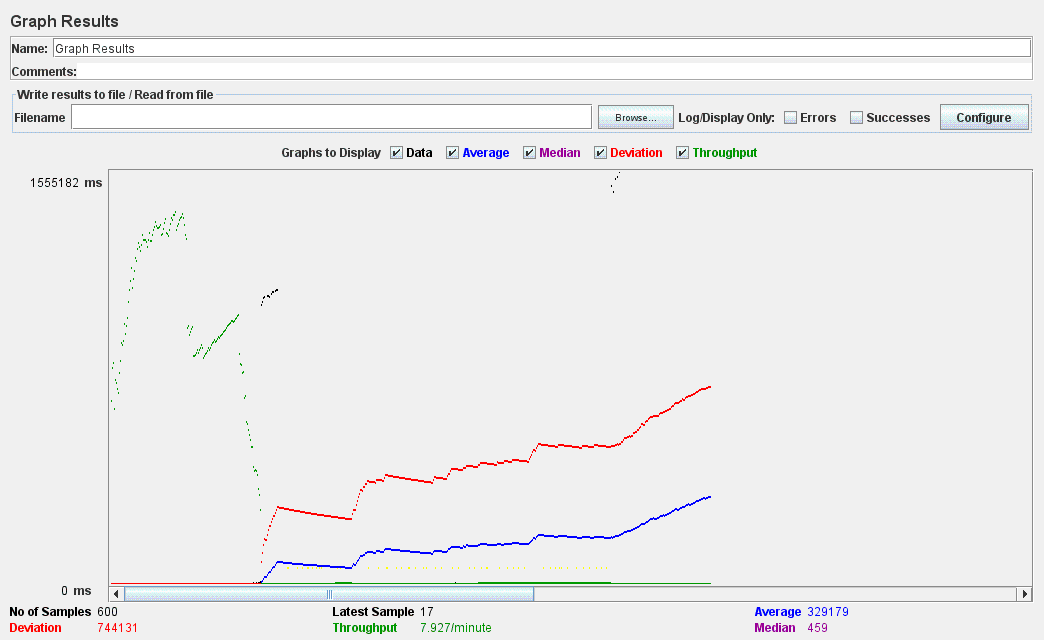 Graph Results
Name: Graph Results
Comments:
Write results to file / Read from file
Filename Browse... Log/Display Only: Errors Successes Configure
Graphs to Display Data Average Median Deviation Throughput
1555182 ms
0 ms
No of Samples 600 Latest Sample 17 Average 329179
Deviation 744131 Throughput 7.927/minute Median 459